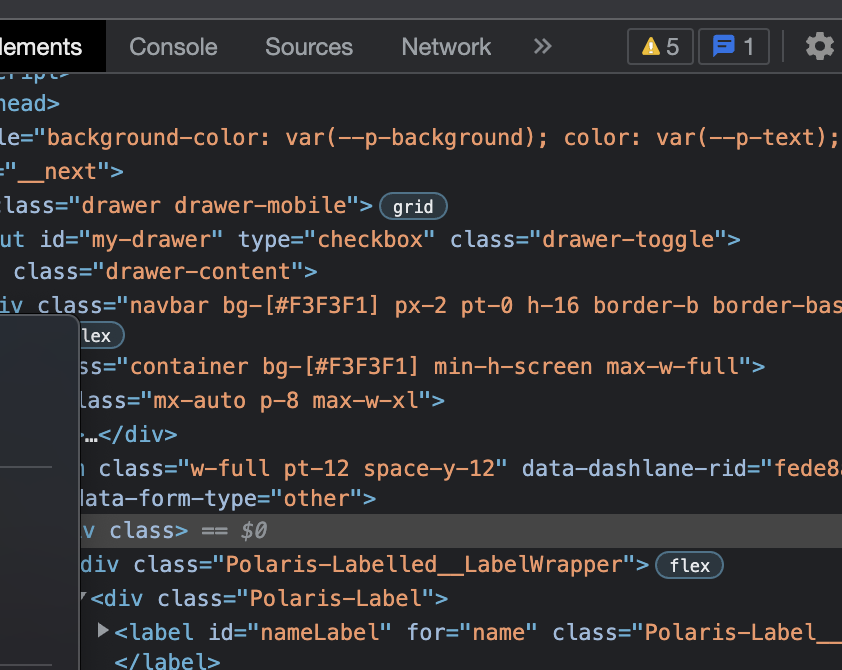 lements Console Sources Network » 5 1
cript>
head>
le="background-color: var(--p-background); color: var(--p-text);
="__next">
class="drawer drawer-mobile"> grid
ut id="my-drawer" type="checkbox" class="drawer-toggle">
class="drawer-content">
iv class="navbar bg-[#F3F3F1] px-2 pt-0 h-16 border-b border-bas
lex
ss="container bg-[#F3F3F1] min-h-screen max-w-full">
lass="mx-auto p-8 max-w-xl">
>…</div>
class="w-full pt-12 space-y-12" data-dashlane-rid="fede8
data-form-type="other">
v class> == $0
div class="Polaris-Labelled__LabelWrapper"> flex
<div class="Polaris-Label">
<label id="nameLabel" for="name" class="Polaris-Label__
</label>